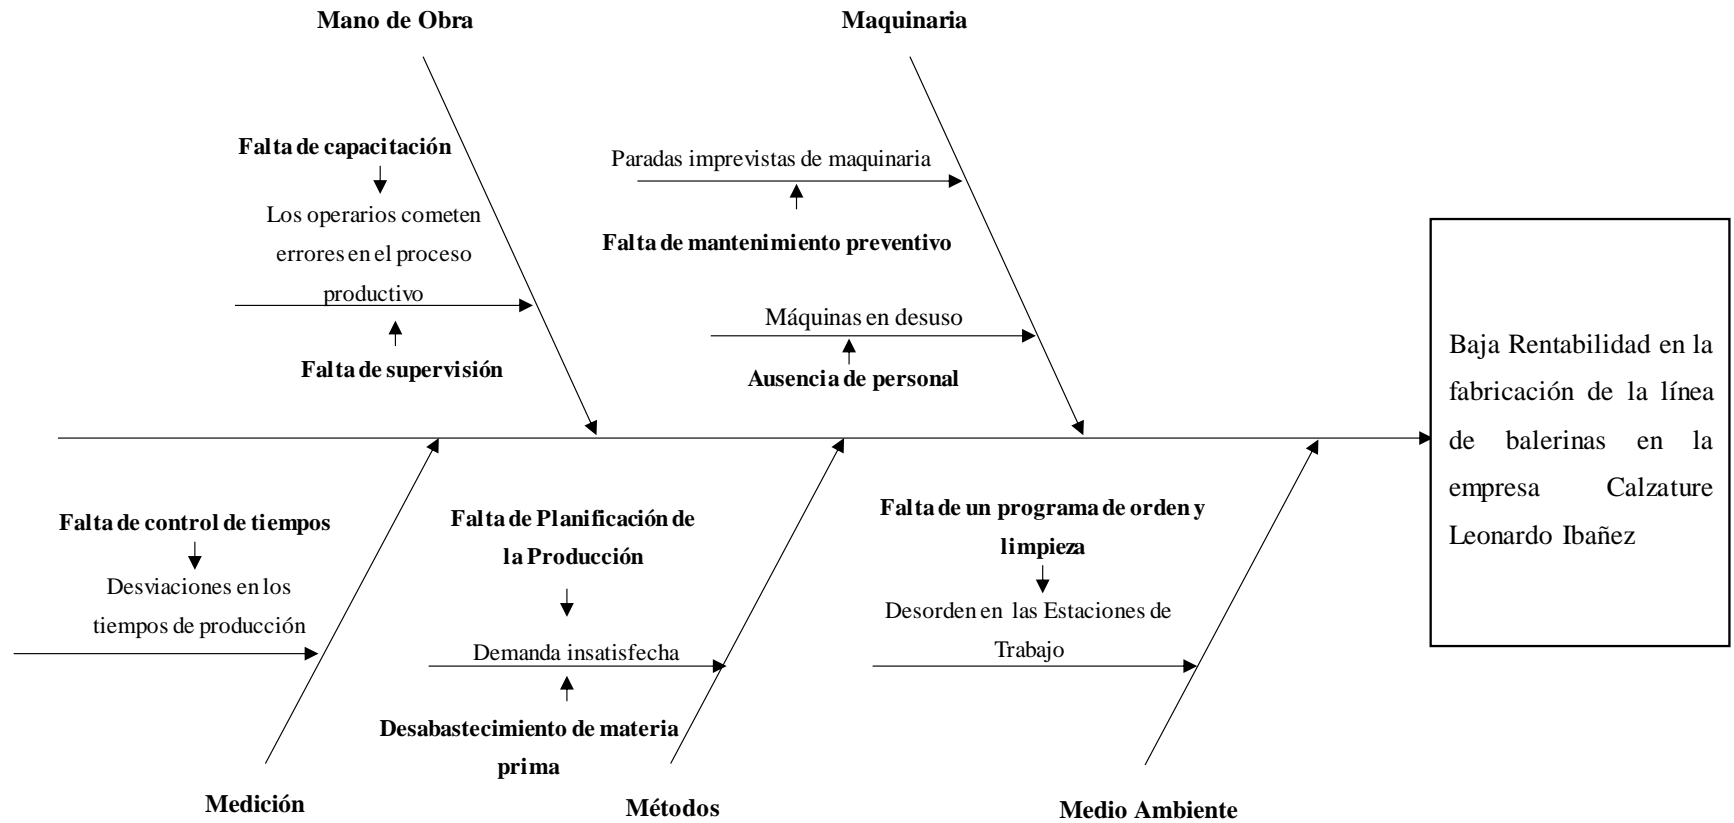 Mano de Obra
Maquinaria
Falta de capacitación
Los operarios cometen
errores en el proceso
productivo
Falta de supervisión
Paradas imprevistas de maquinaria
Falta de mantenimiento preventivo
Máquinas en desuso
Ausencia de personal
Baja Rentabilidad en la
fabricación de la línea
de balerinas en la
empresa Calzature
Leonardo Ibañez
Falta de control de tiempos
Desviaciones en los
tiempos de producción
Falta de Planificación de
la Producción
Demanda insatisfecha
Desabastecimiento de materia
prima
Falta de un programa de orden y
limpieza
Desorden en las Estaciones de
Trabajo
Medición
Métodos
Medio Ambiente